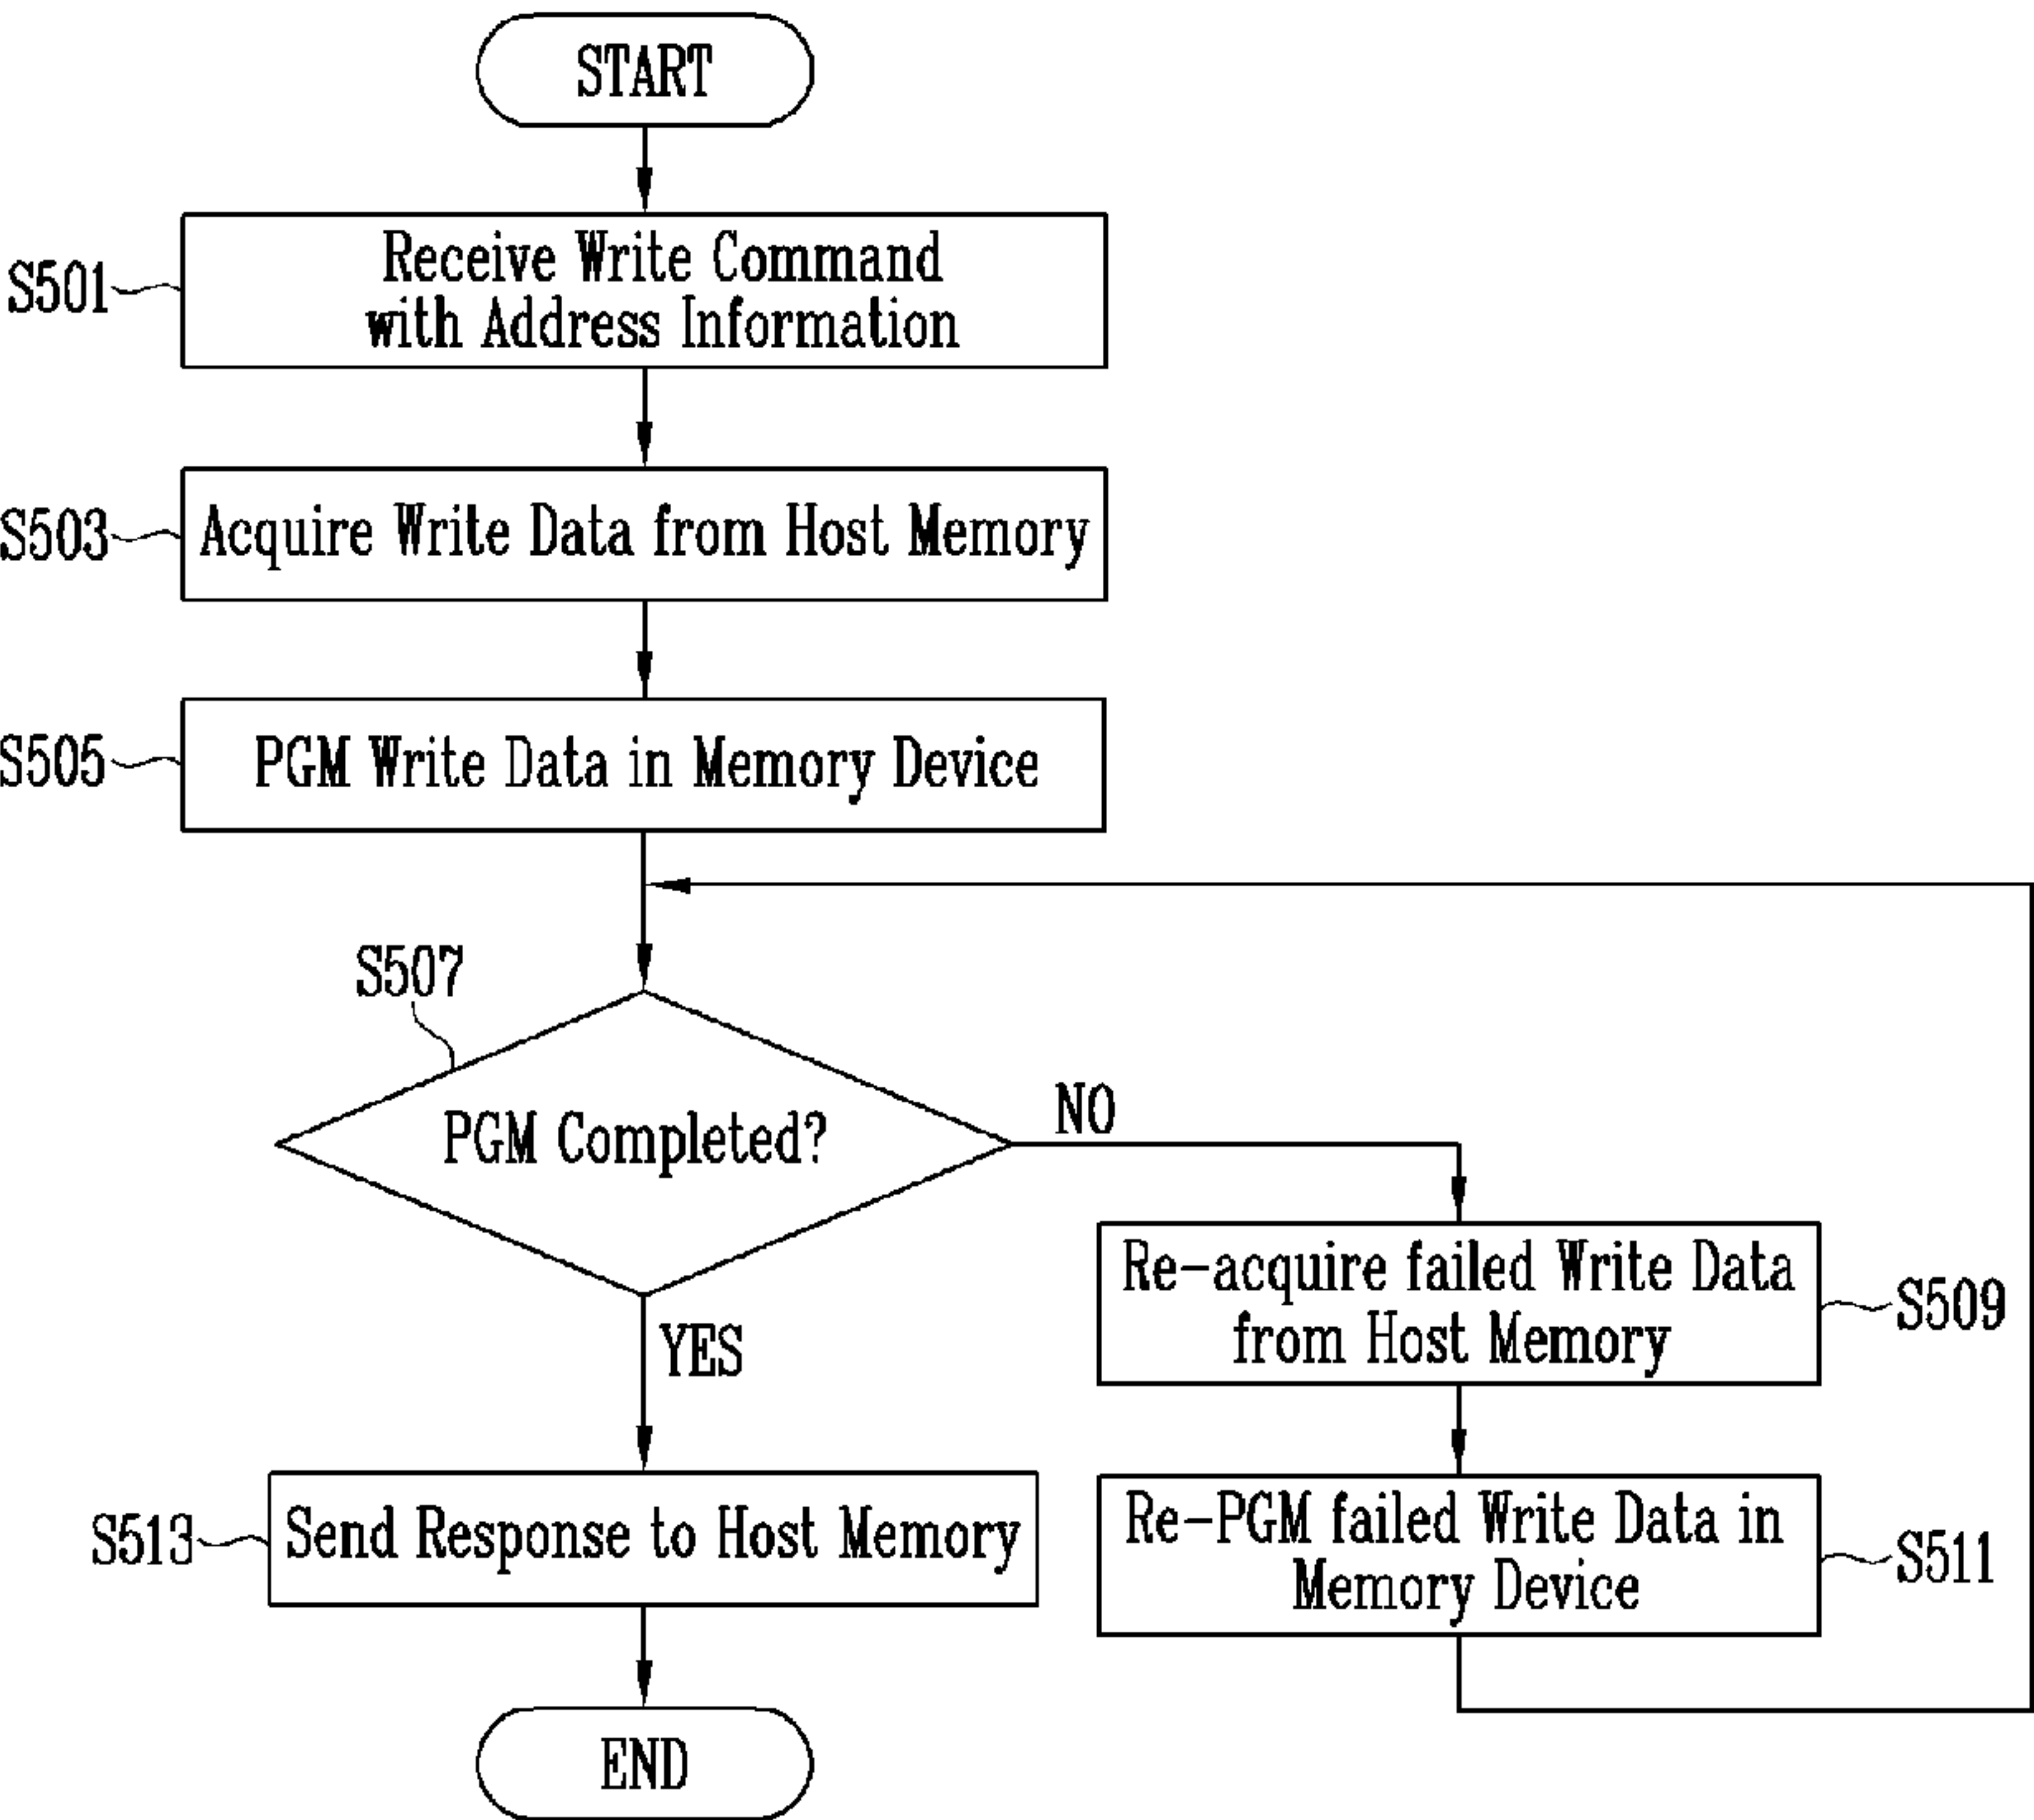 START
S501
Receive Write Command
with Address Information
S503
Acquire Write Data from Host Memory
S505
PGM Write Data in Memory Device
S507
PGM Completed?
NO
YES
Re-acquire failed Write Data
from Host Memory
S509
Re-PGM failed Write Data in
Memory Device
S511
S513
Send Response to Host Memory
END